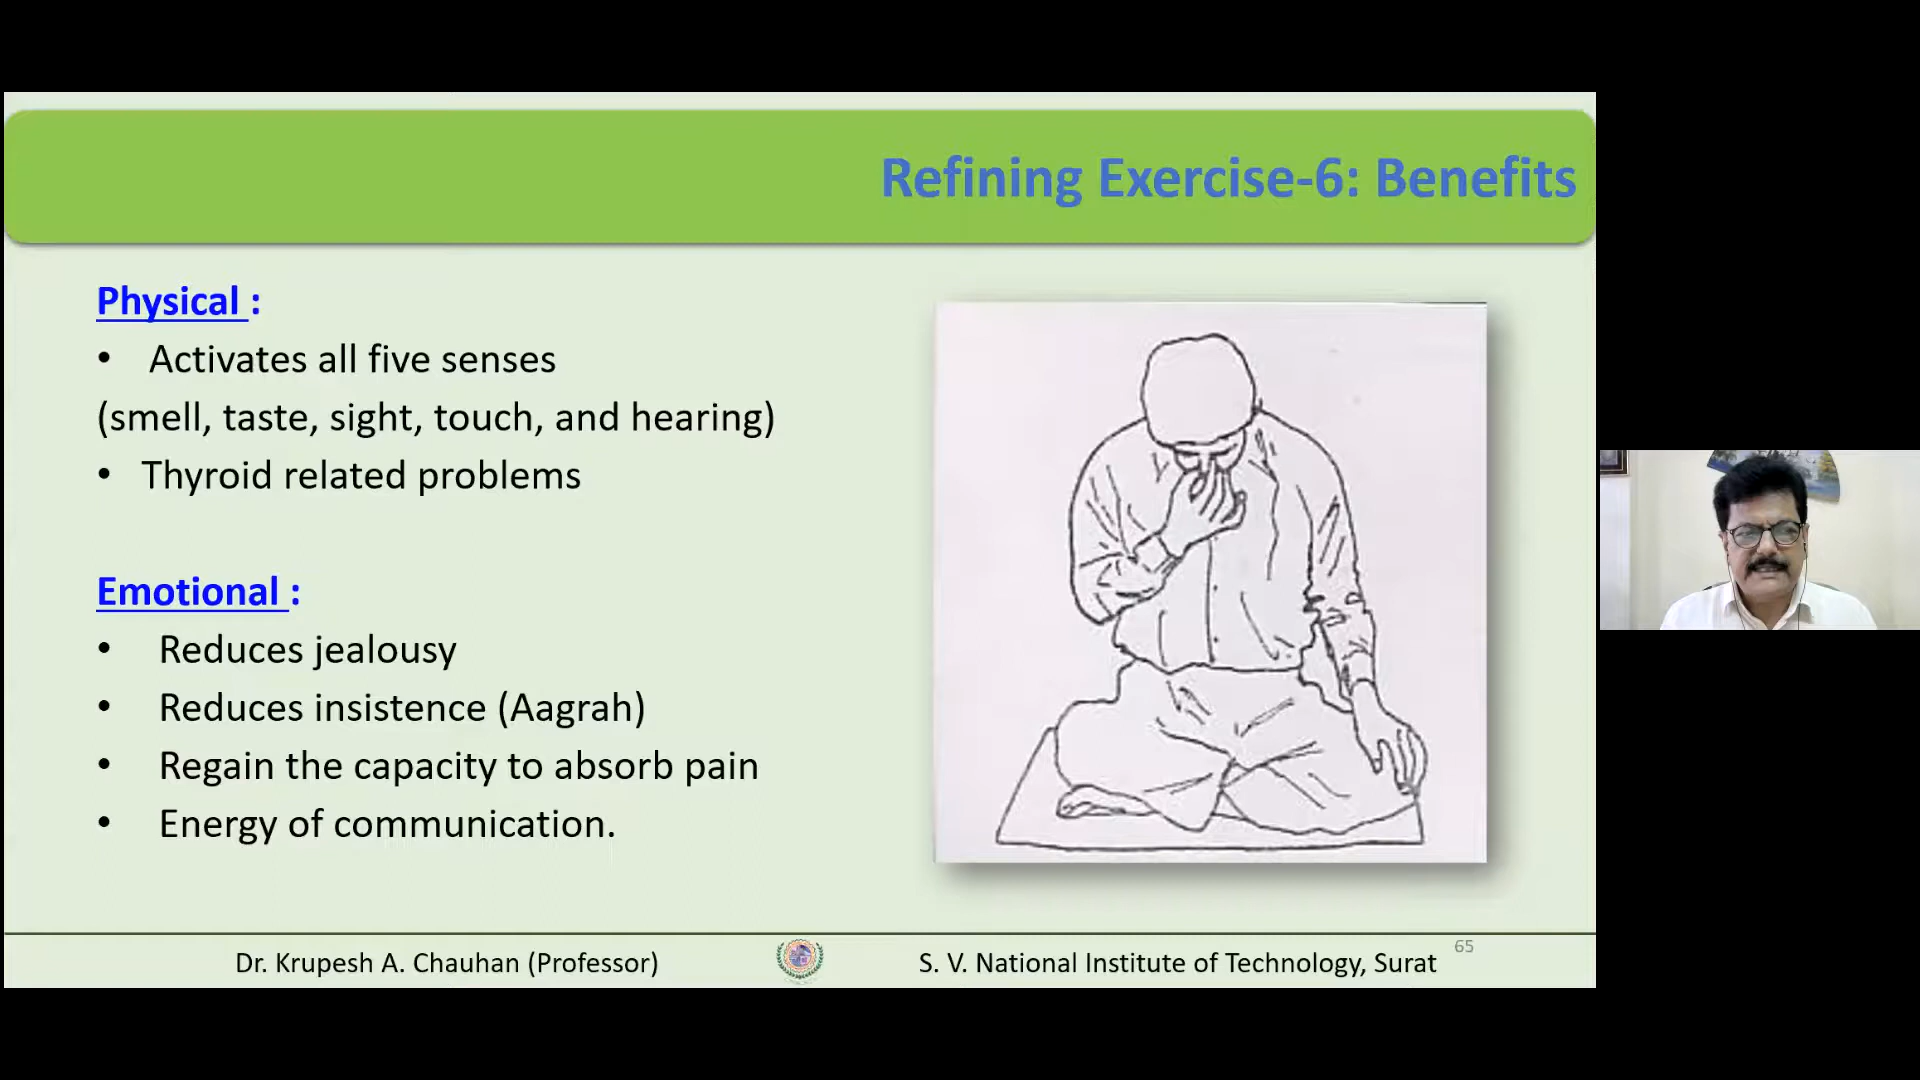 Refining Exercise-6: Benefits
Physical :
• Activates all five senses
(smell, taste, sight, touch, and hearing)
• Thyroid related problems
Emotional :
• Reduces jealousy
• Reduces insistence (Aagrah)
• Regain the capacity to absorb pain
• Energy of communication.
Dr. Krupesh A. Chauhan (Professor)
S. V. National Institute of Technology, Surat
65